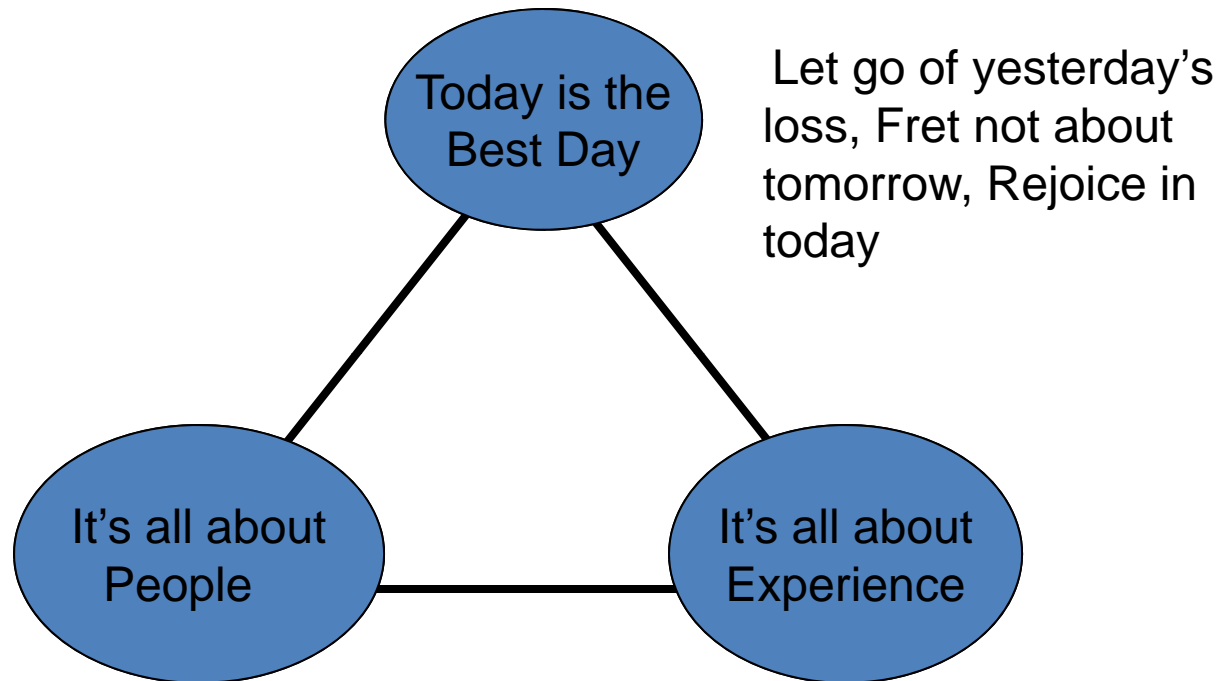 Today is the
Best Day
Let go of yesterday’s
loss, Fret not about
tomorrow, Rejoice in
today
It’s all about
People
It’s all about
Experience